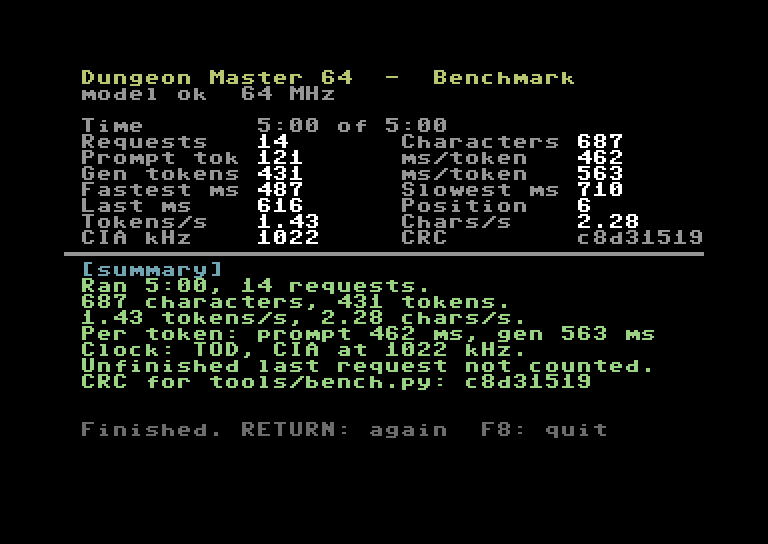 Dungeon Master 64  -  Benchmark
model ok  64 MHz
Time       5:00 of 5:00
Requests   14       Characters 687
Prompt tok 121      ms/token   462
Gen tokens 431      ms/token   563
Fastest ms 487      Slowest ms 710
Last ms    616      Position   6
Tokens/s   1.43     Chars/s    2.28
CIA kHz    1022     CRC        c8d31519
[summary]
Ran 5:00, 14 requests.
687 characters, 431 tokens.
1.43 tokens/s, 2.28 chars/s.
Per token: prompt 462 ms, gen 563 ms
Clock: TOD, CIA at 1022 kHz.
Unfinished last request not counted.
CRC for tools/bench.py: c8d31519
Finished. RETURN: again  F8: quit